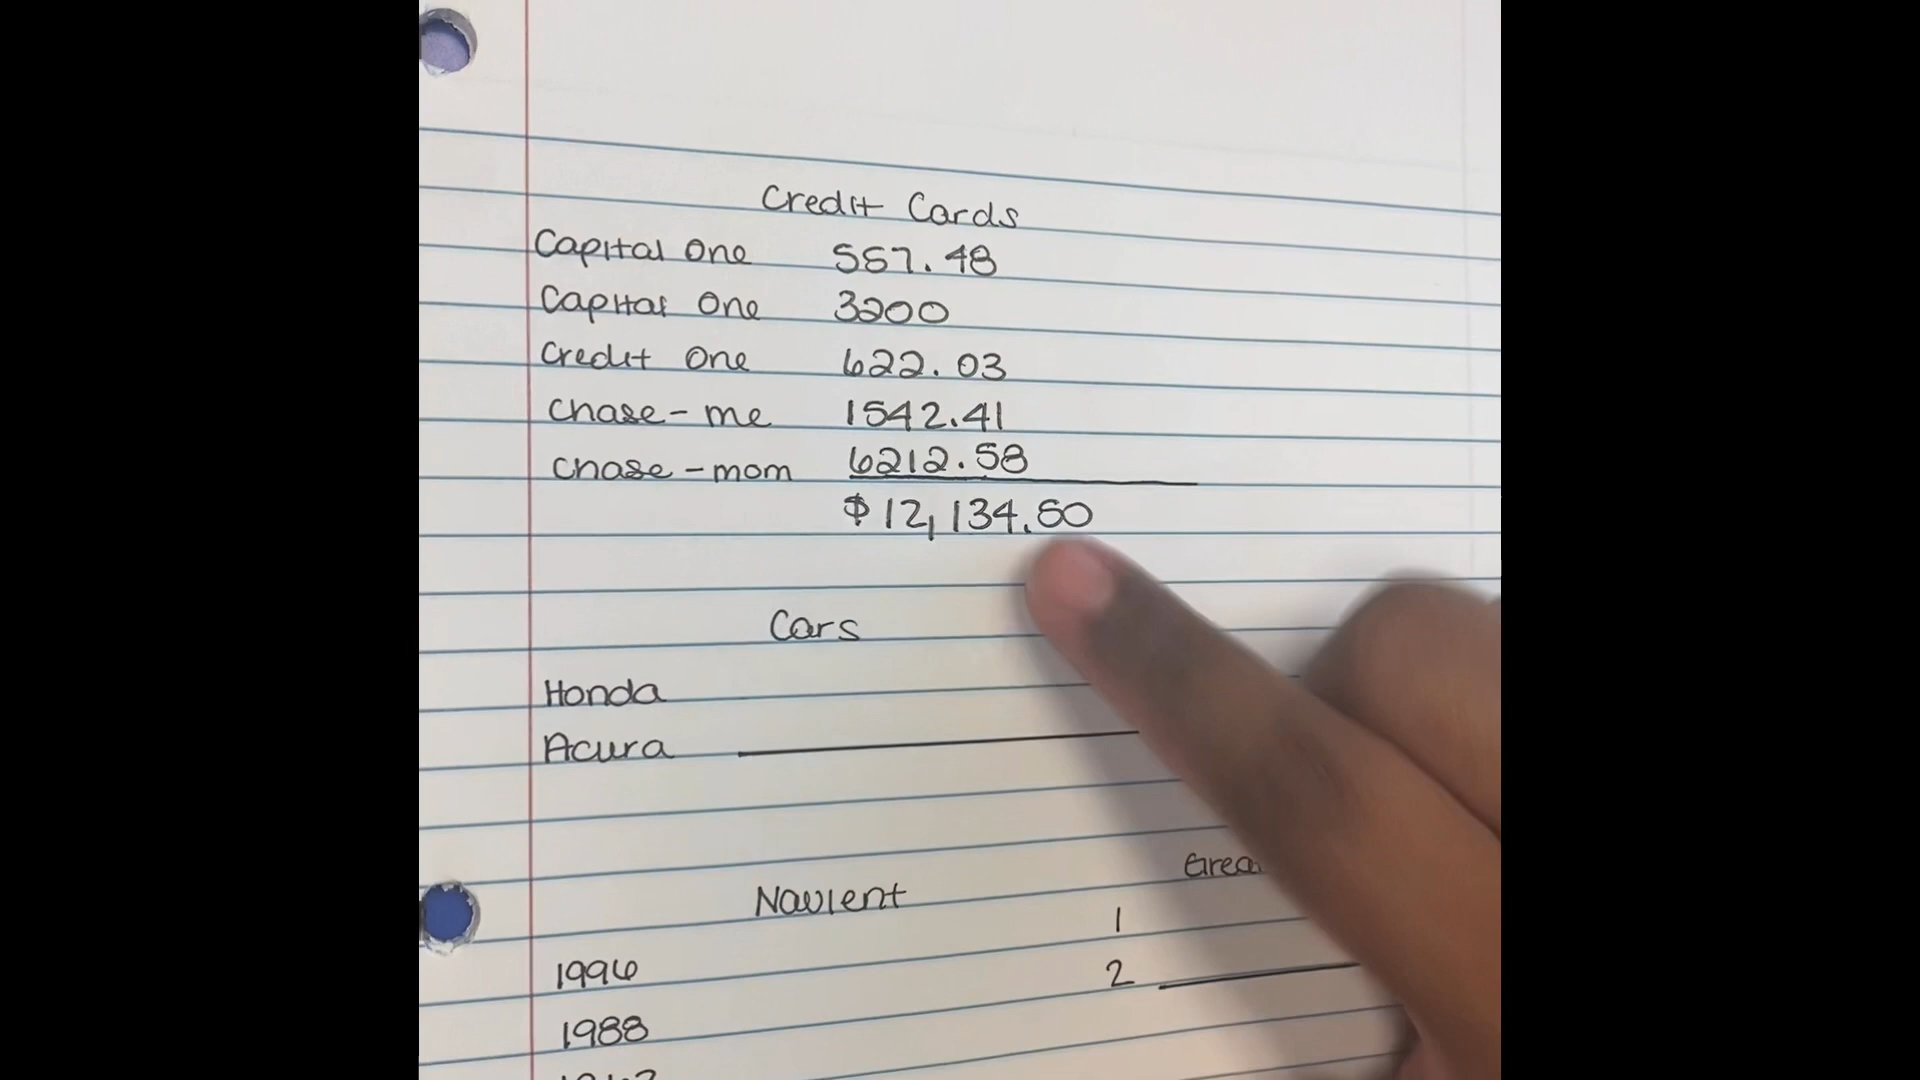 Credit Cards
Capital One 557.48
Capital One 3200
Credit One 622.03
Chase - me 1542.41
Chase - mom 6212.58
$12,134.50
Cars
Honda
Acura
Navient Grea
1
1996 2
1988